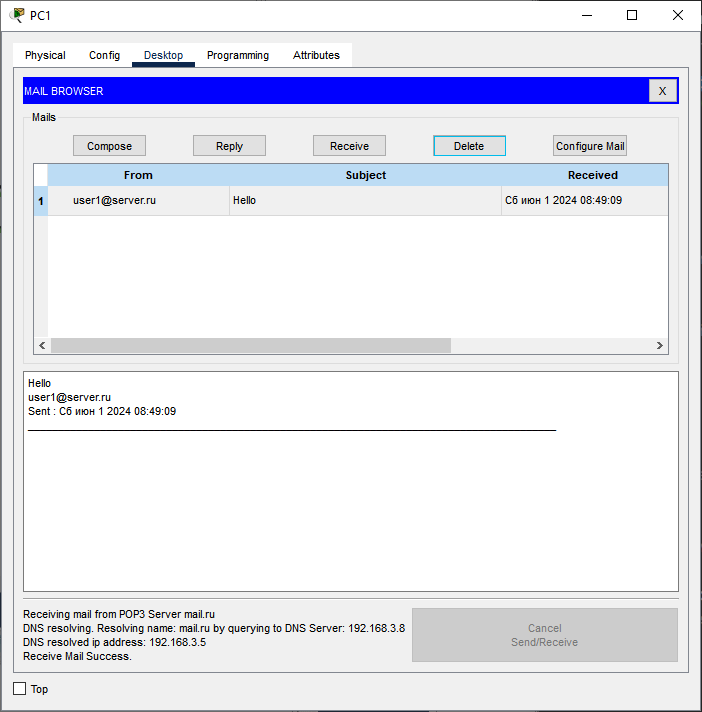 PC1
Physical Config Desktop Programming Attributes
MAIL BROWSER X
Mails
Compose Reply Receive Delete Configure Mail
From Subject Received
1 user1@server.ru Hello Сб июн 1 2024 08:49:09
Hello
user1@server.ru
Sent : Сб июн 1 2024 08:49:09
Receiving mail from POP3 Server mail.ru
DNS resolving. Resolving name: mail.ru by querying to DNS Server: 192.168.3.8
DNS resolved ip address: 192.168.3.5
Receive Mail Success.
Cancel
Send/Receive
Top